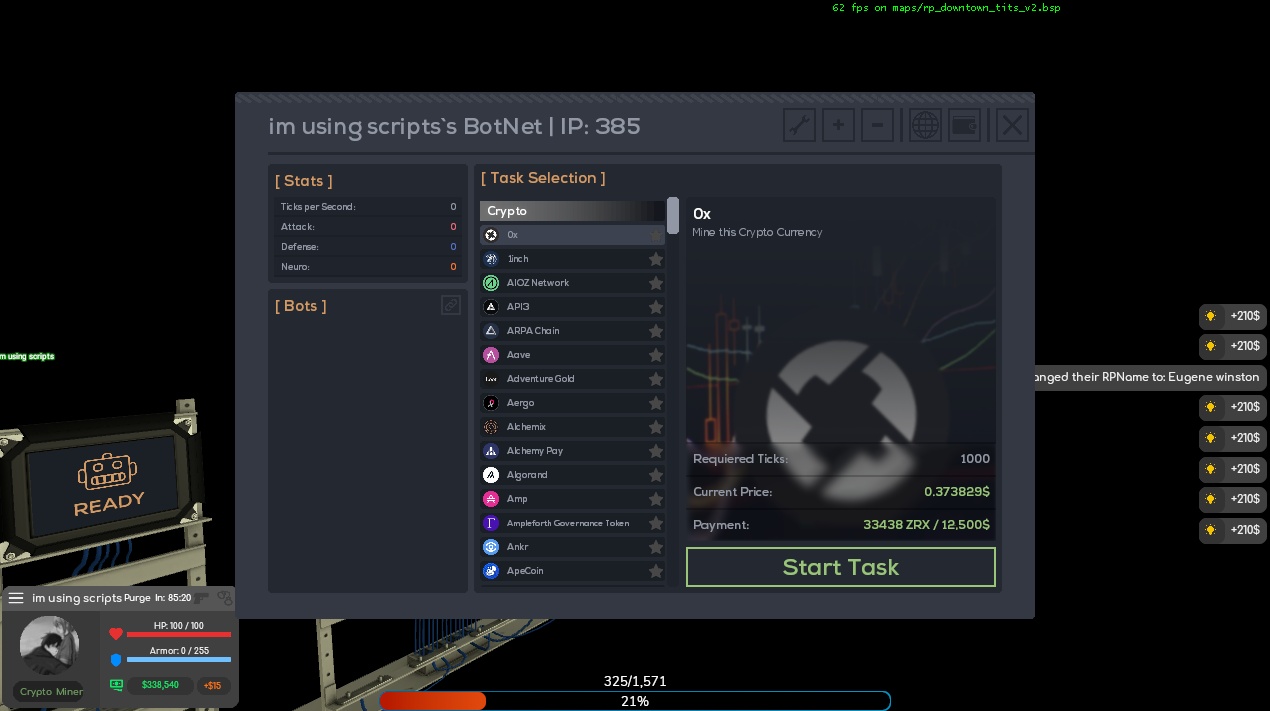 62 fps on maps/rp_downtown_tits_v2.bsp
im using scripts`s BotNet | IP: 385
[ Stats ]
Ticks per Second: 0
Attack: 0
Defense: 0
Neuro: 0
[ Bots ]
[ Task Selection ]
Crypto
0x
1inch
AIOZ Network
API3
ARPA Chain
Aave
Adventure Gold
Aergo
Alchemix
Alchemy Pay
Algorand
Amp
Ampleforth Governance Token
Ankr
ApeCoin
0x
Mine this Crypto Currency
Requiered Ticks: 1000
Current Price: 0.373829$
Payment: 33438 ZRX / 12,500$
Start Task
+210$
+210$
anged their RPName to: Eugene winston
+210$
+210$
+210$
+210$
+210$
m using scripts
READY
im using scripts Purge In: 85:20
HP: 100 / 100
Armor: 0 / 255
Crypto Miner
$338,540
+$15
325/1,571
21%